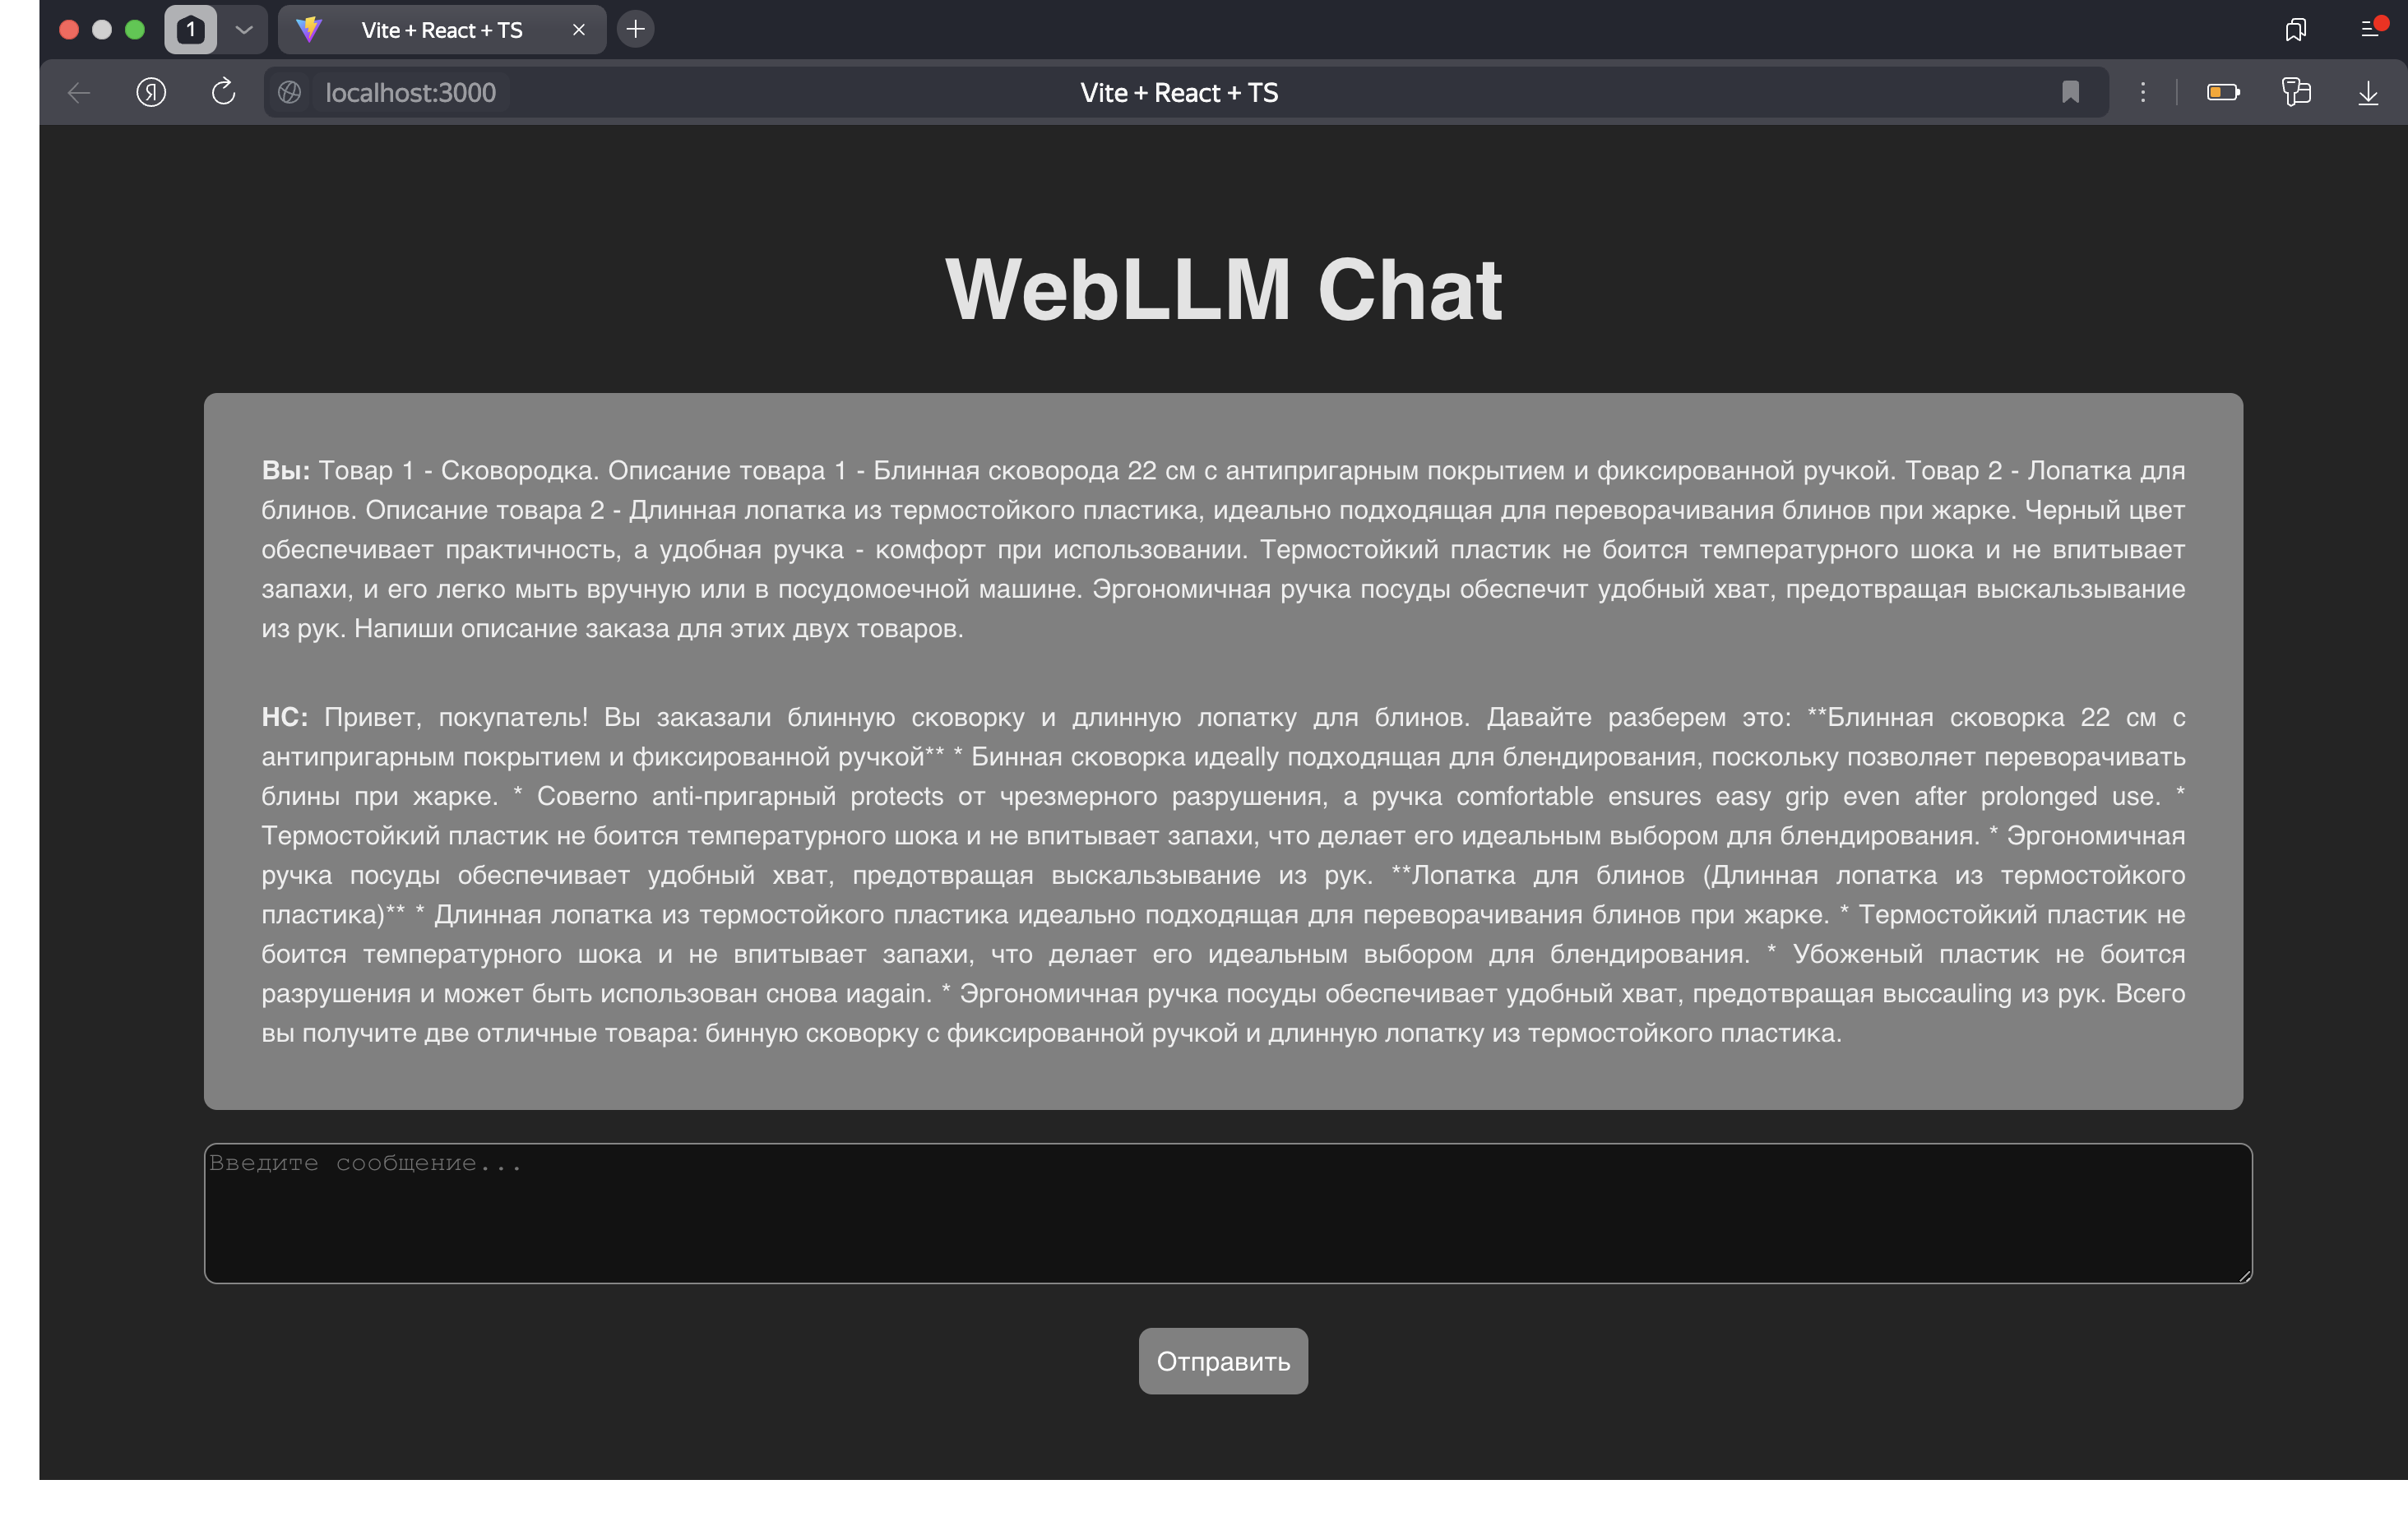 1
Vite + React + TS
localhost:3000
Vite + React + TS
WebLLM Chat
Вы: Товар 1 - Сковородка. Описание товара 1 - Блинная сковорода 22 см с антипригарным покрытием и фиксированной ручкой. Товар 2 - Лопатка для
блинов. Описание товара 2 - Длинная лопатка из термостойкого пластика, идеально подходящая для переворачивания блинов при жарке. Черный цвет
обеспечивает практичность, а удобная ручка - комфорт при использовании. Термостойкий пластик не боится температурного шока и не впитывает
запахи, и его легко мыть вручную или в посудомоечной машине. Эргономичная ручка посуды обеспечит удобный хват, предотвращая выскальзывание
из рук. Напиши описание заказа для этих двух товаров.
НС: Привет, покупатель! Вы заказали блинную сковорку и длинную лопатку для блинов. Давайте разберем это: **Блинная сковорка 22 см с
антипригарным покрытием и фиксированной ручкой** * Бинная сковорка идеally подходящая для блендирования, поскольку позволяет переворачивать
блины при жарке. * Соверno anti-пригарный protects от чрезмерного разрушения, а ручка comfortable ensures easy grip even after prolonged use. *
Термостойкий пластик не боится температурного шока и не впитывает запахи, что делает его идеальным выбором для блендирования. * Эргономичная
ручка посуды обеспечивает удобный хват, предотвращая выскальзывание из рук. **Лопатка для блинов (Длинная лопатка из термостойкого
пластика)** * Длинная лопатка из термостойкого пластика идеально подходящая для переворачивания блинов при жарке. * Термостойкий пластик не
боится температурного шока и не впитывает запахи, что делает его идеальным выбором для блендирования. * Убоженый пластик не боится
разрушения и может быть использован снова иagain. * Эргономичная ручка посуды обеспечивает удобный хват, предотвращая выссauling из рук. Всего
вы получите две отличные товара: бинную сковорку с фиксированной ручкой и длинную лопатку из термостойкого пластика.
Введите сообщение...
Отправить